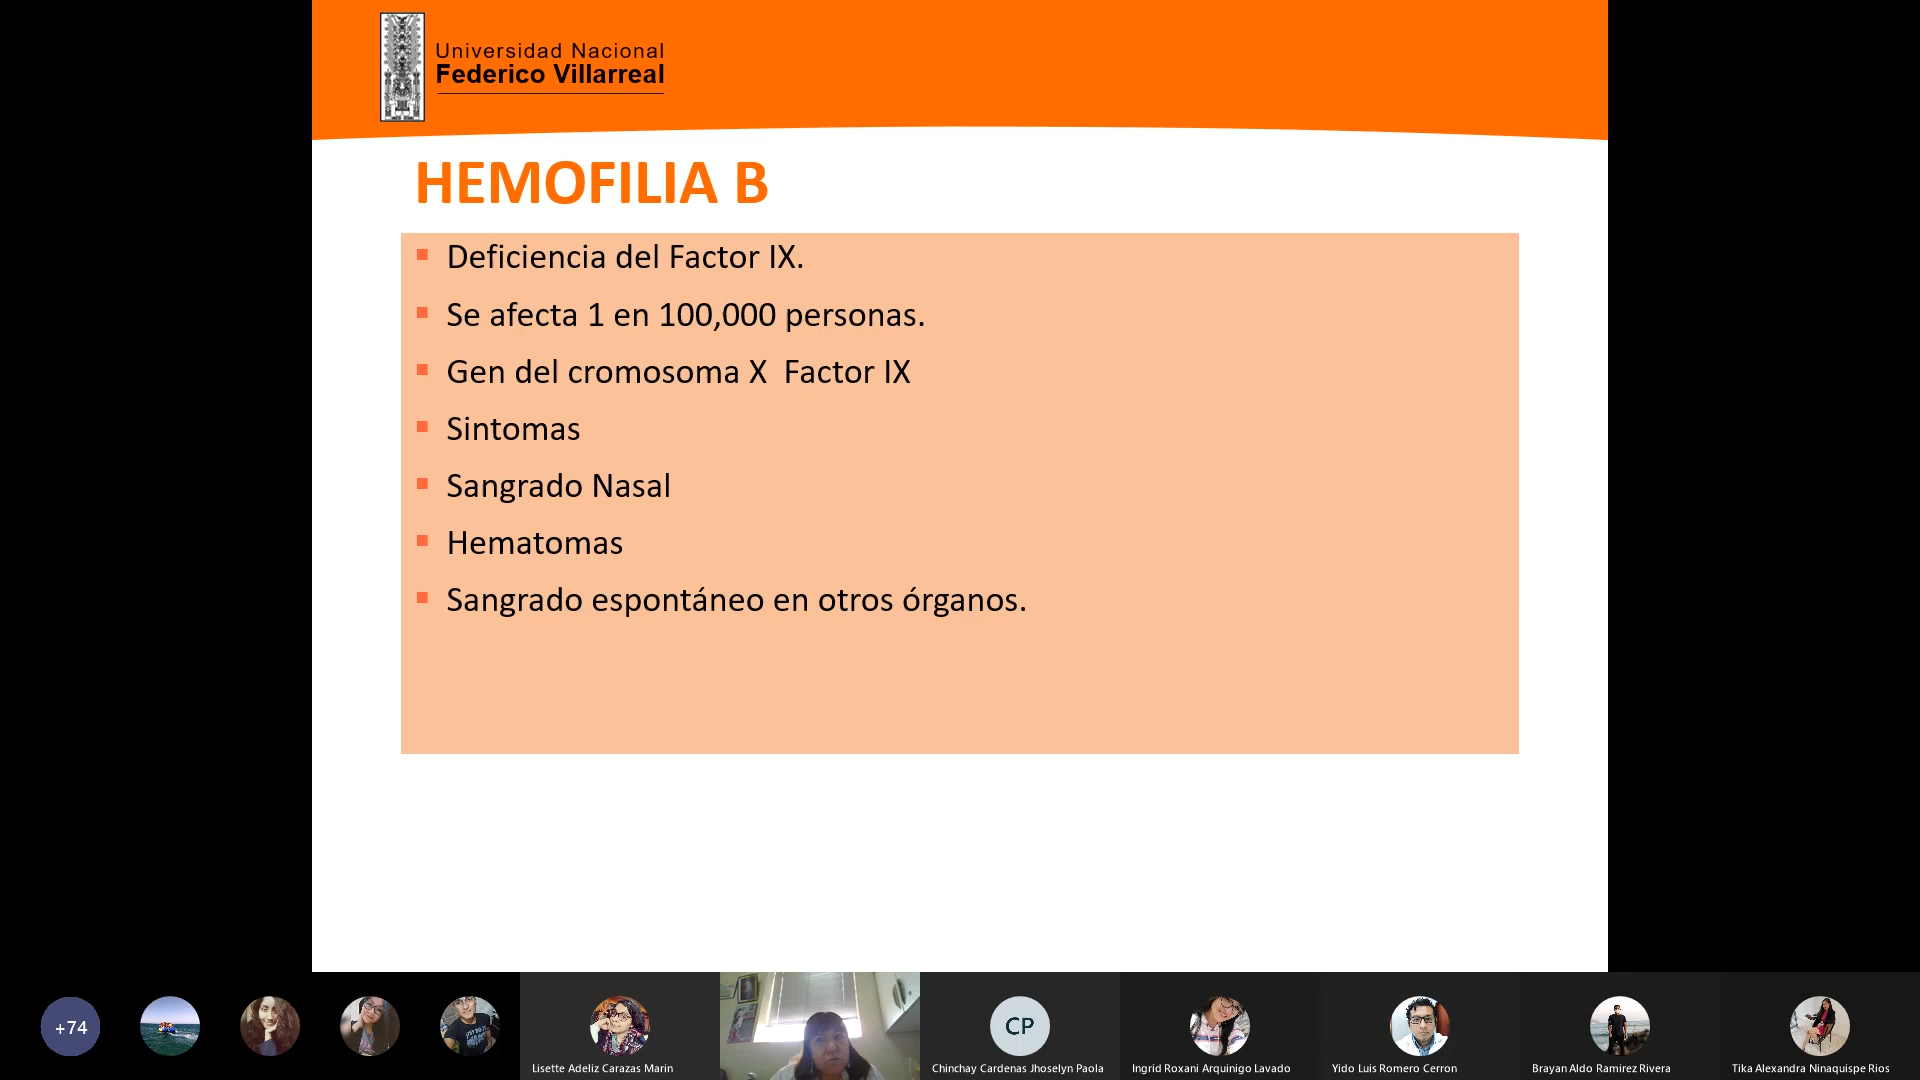 Universidad Nacional
Federico Villarreal
HEMOFILIA B
Deficiencia del Factor IX.
Se afecta 1 en 100,000 personas.
Gen del cromosoma X  Factor IX
Sintomas
Sangrado Nasal
Hematomas
Sangrado espontáneo en otros órganos.
+74
CP
Lisette Adeliz Carazas Marin
Chinchay Cardenas Jhoselyn Paola
Ingrid Roxani Arquinigo Lavado
Yido Luis Romero Cerron
Brayan Aldo Ramirez Rivera
Tika Alexandra Ninaquispe Rios